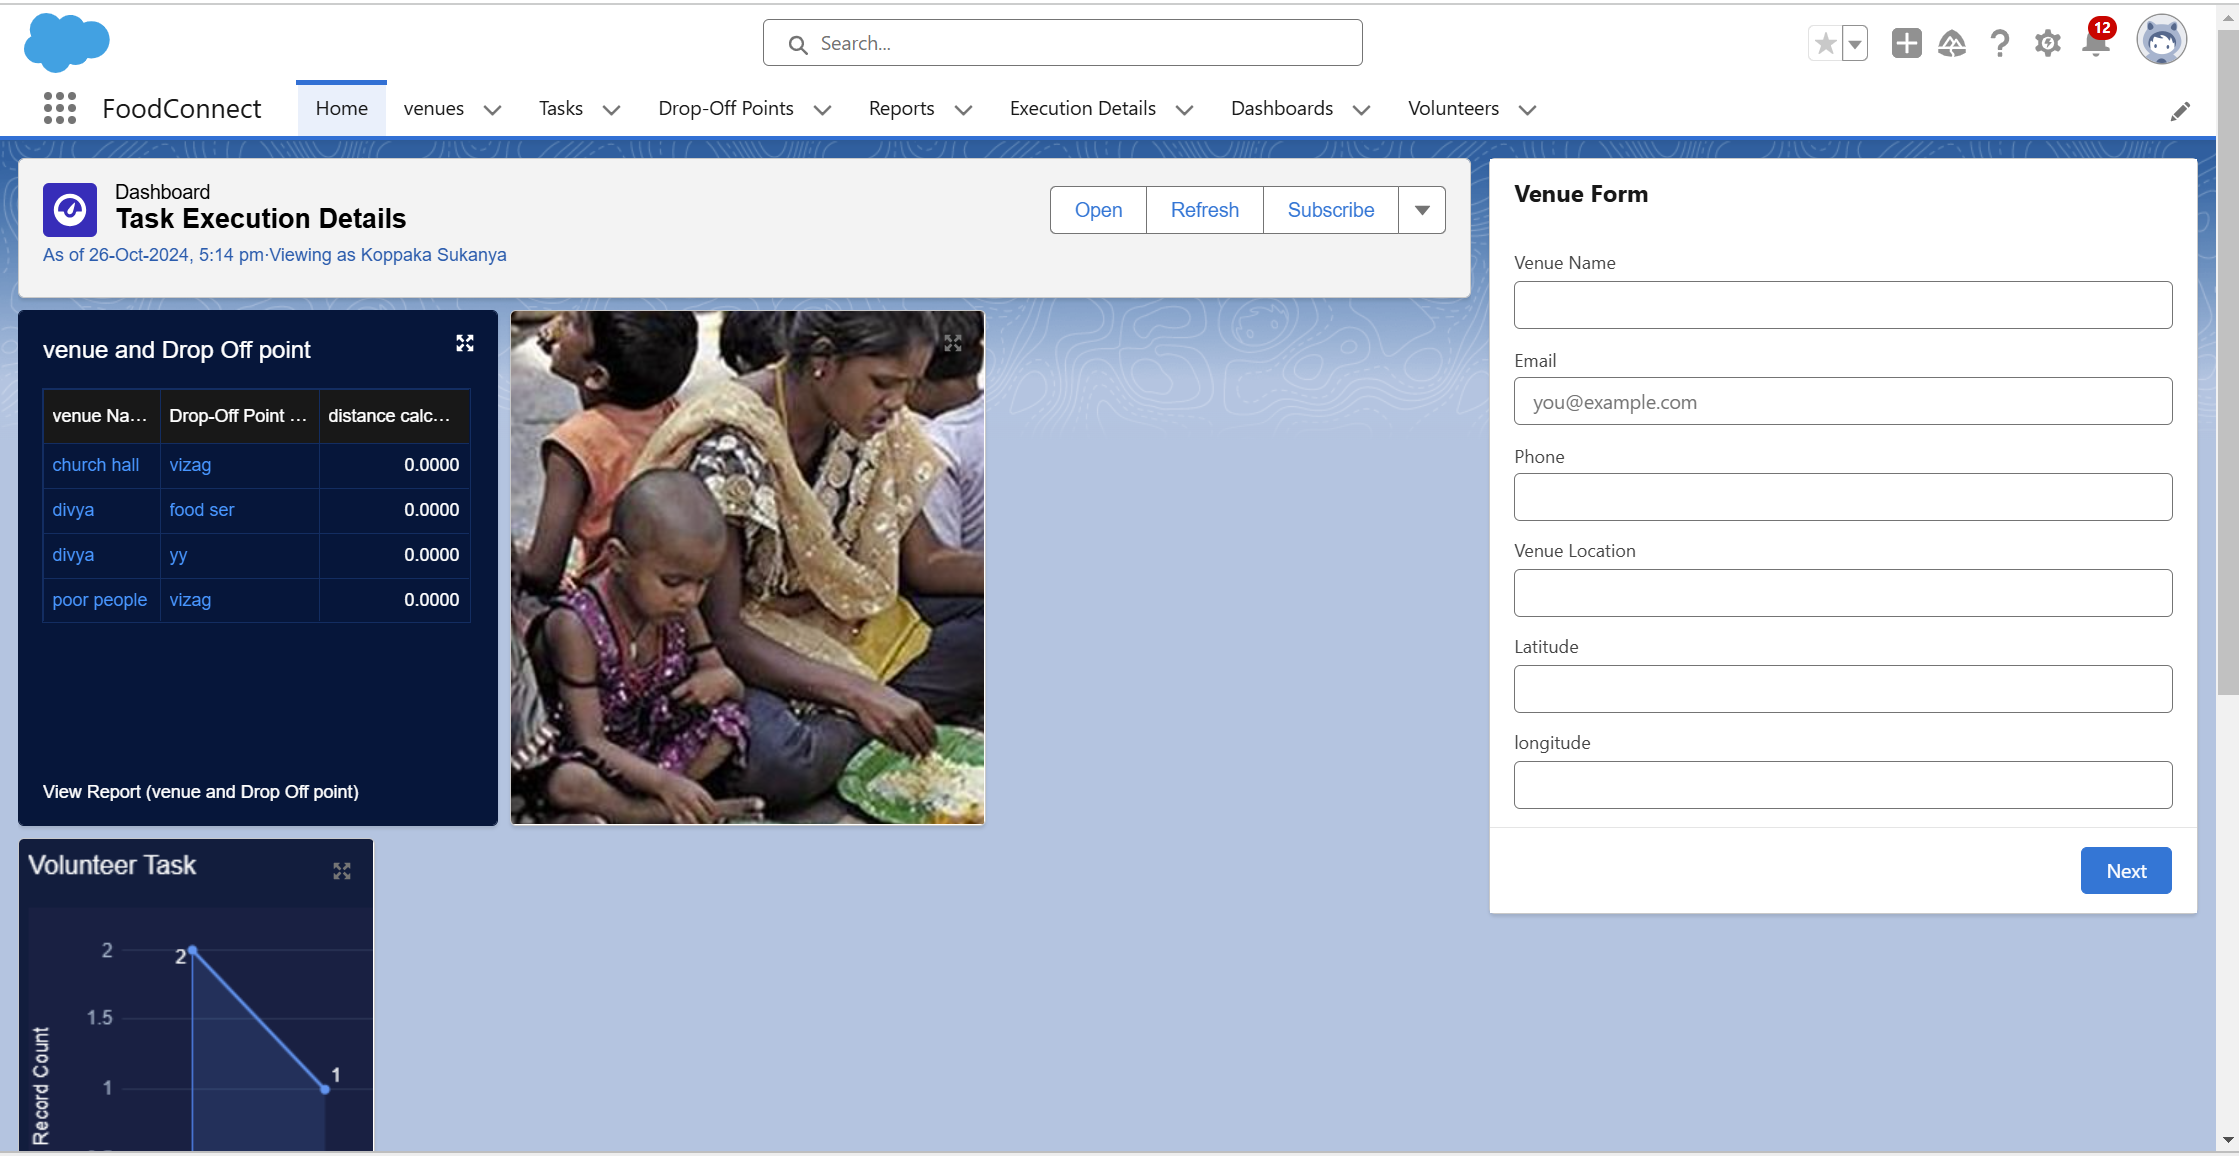 Search...
12
FoodConnect
Home
venues
Tasks
Drop-Off Points
Reports
Execution Details
Dashboards
Volunteers
Dashboard
Task Execution Details
As of 26-Oct-2024, 5:14 pm·Viewing as Koppaka Sukanya
Open
Refresh
Subscribe
venue and Drop Off point
venue Na... Drop-Off Point ... distance calc...
church hall vizag 0.0000
divya food ser 0.0000
divya yy 0.0000
poor people vizag 0.0000
View Report (venue and Drop Off point)
Volunteer Task
2
2
1.5
1
1
Record Count
Venue Form
Venue Name
Email
you@example.com
Phone
Venue Location
Latitude
longitude
Next